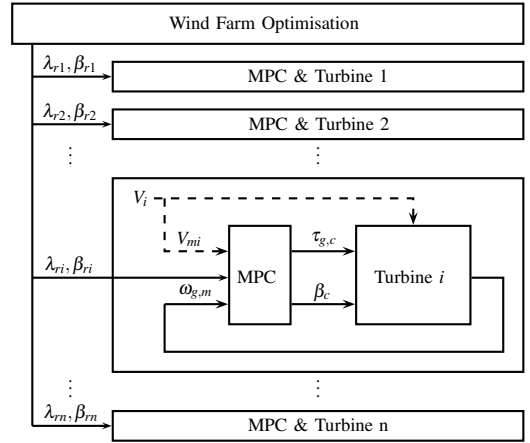 Wind Farm Optimisation
λr1, βr1
MPC & Turbine 1
λr2, βr2
MPC & Turbine 2
⋮ ⋮
Vi
Vmi
τg,c
λri, βri
MPC
Turbine i
ωg,m
βc
⋮ ⋮
λrn, βrn
MPC & Turbine n